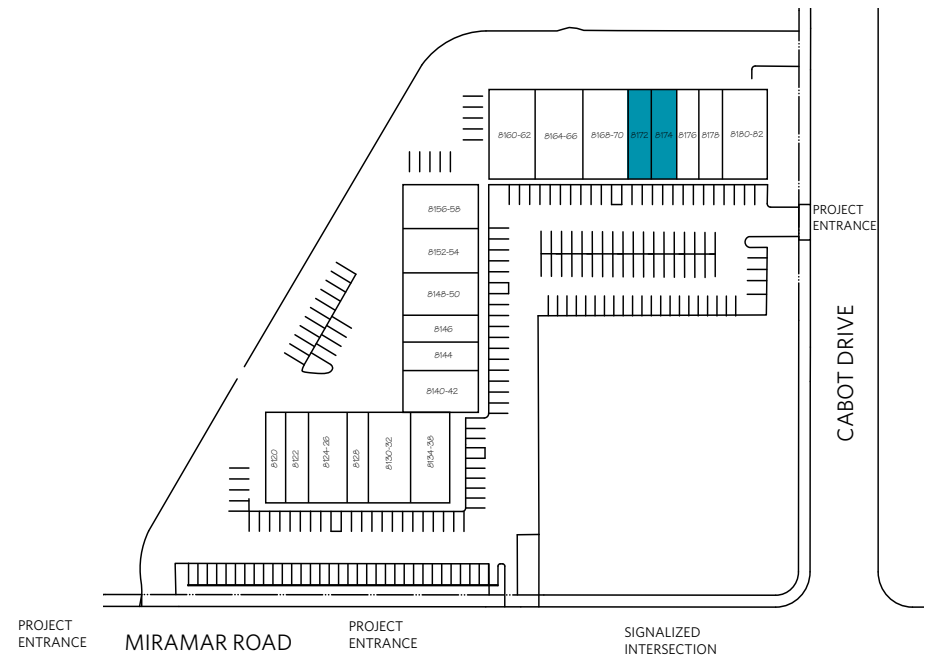 8160-62
8164-66
8168-70
8172
8174
8176
8178
8180-82
8156-58
PROJECT
ENTRANCE
8152-54
8148-50
8146
8144
8140-42
CABOT DRIVE
8120
8122
8124-26
8128
8130-32
8134-38
PROJECT
ENTRANCE
MIRAMAR ROAD
PROJECT
ENTRANCE
SIGNALIZED
INTERSECTION